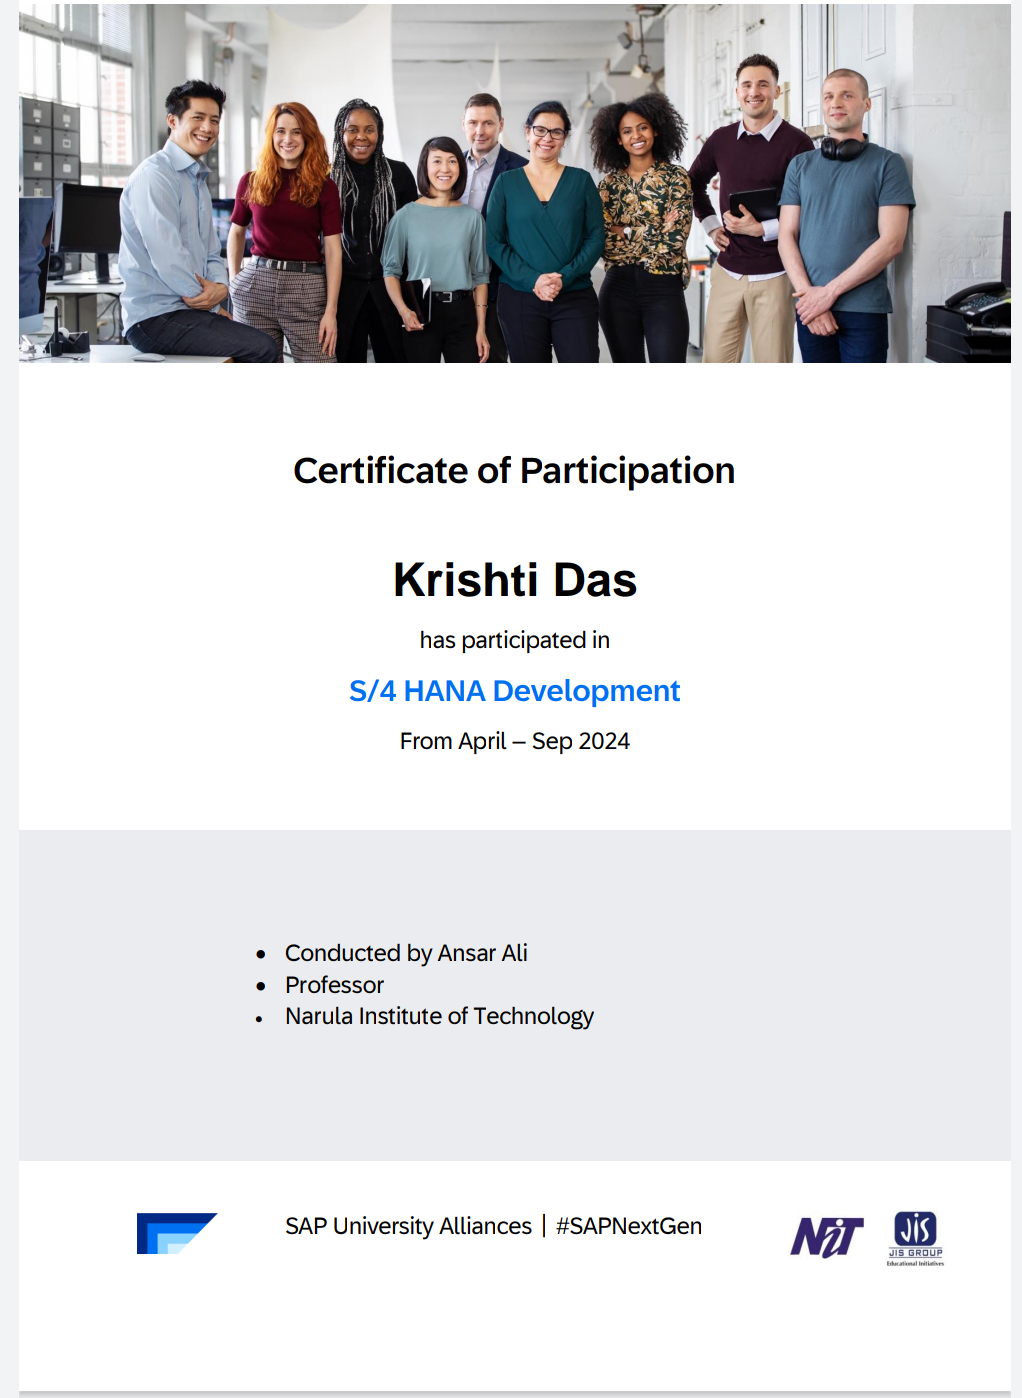 Certificate of Participation
Krishti Das
has participated in
S/4 HANA Development
From April – Sep 2024
• Conducted by Ansar Ali
• Professor
• Narula Institute of Technology
SAP University Alliances | #SAPNextGen
NiT
JIS
JIS GROUP
Educational Initiatives